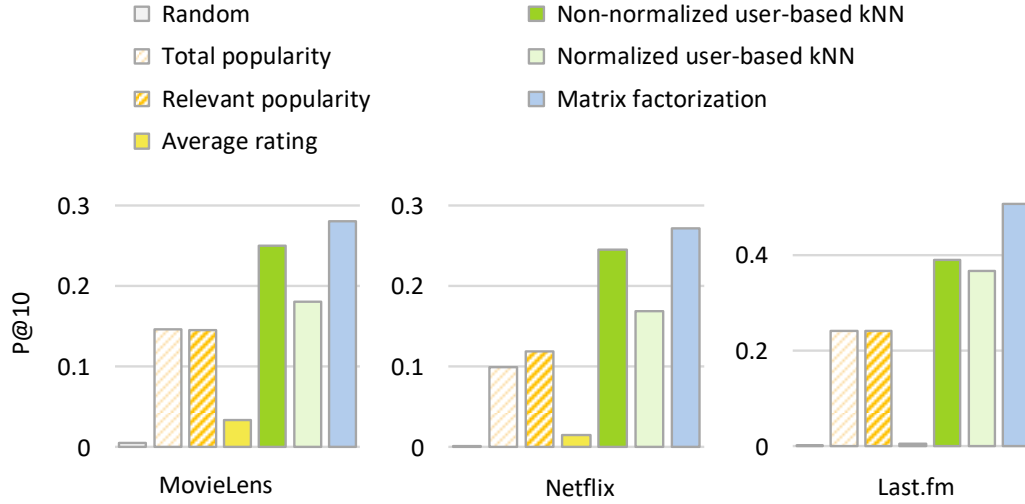 Random
Total popularity
Relevant popularity
Average rating
Non-normalized user-based kNN
Normalized user-based kNN
Matrix factorization
P@10
0.3
0.2
0.1
0
MovieLens
0.3
0.2
0.1
0
Netflix
0.4
0.2
0
Last.fm